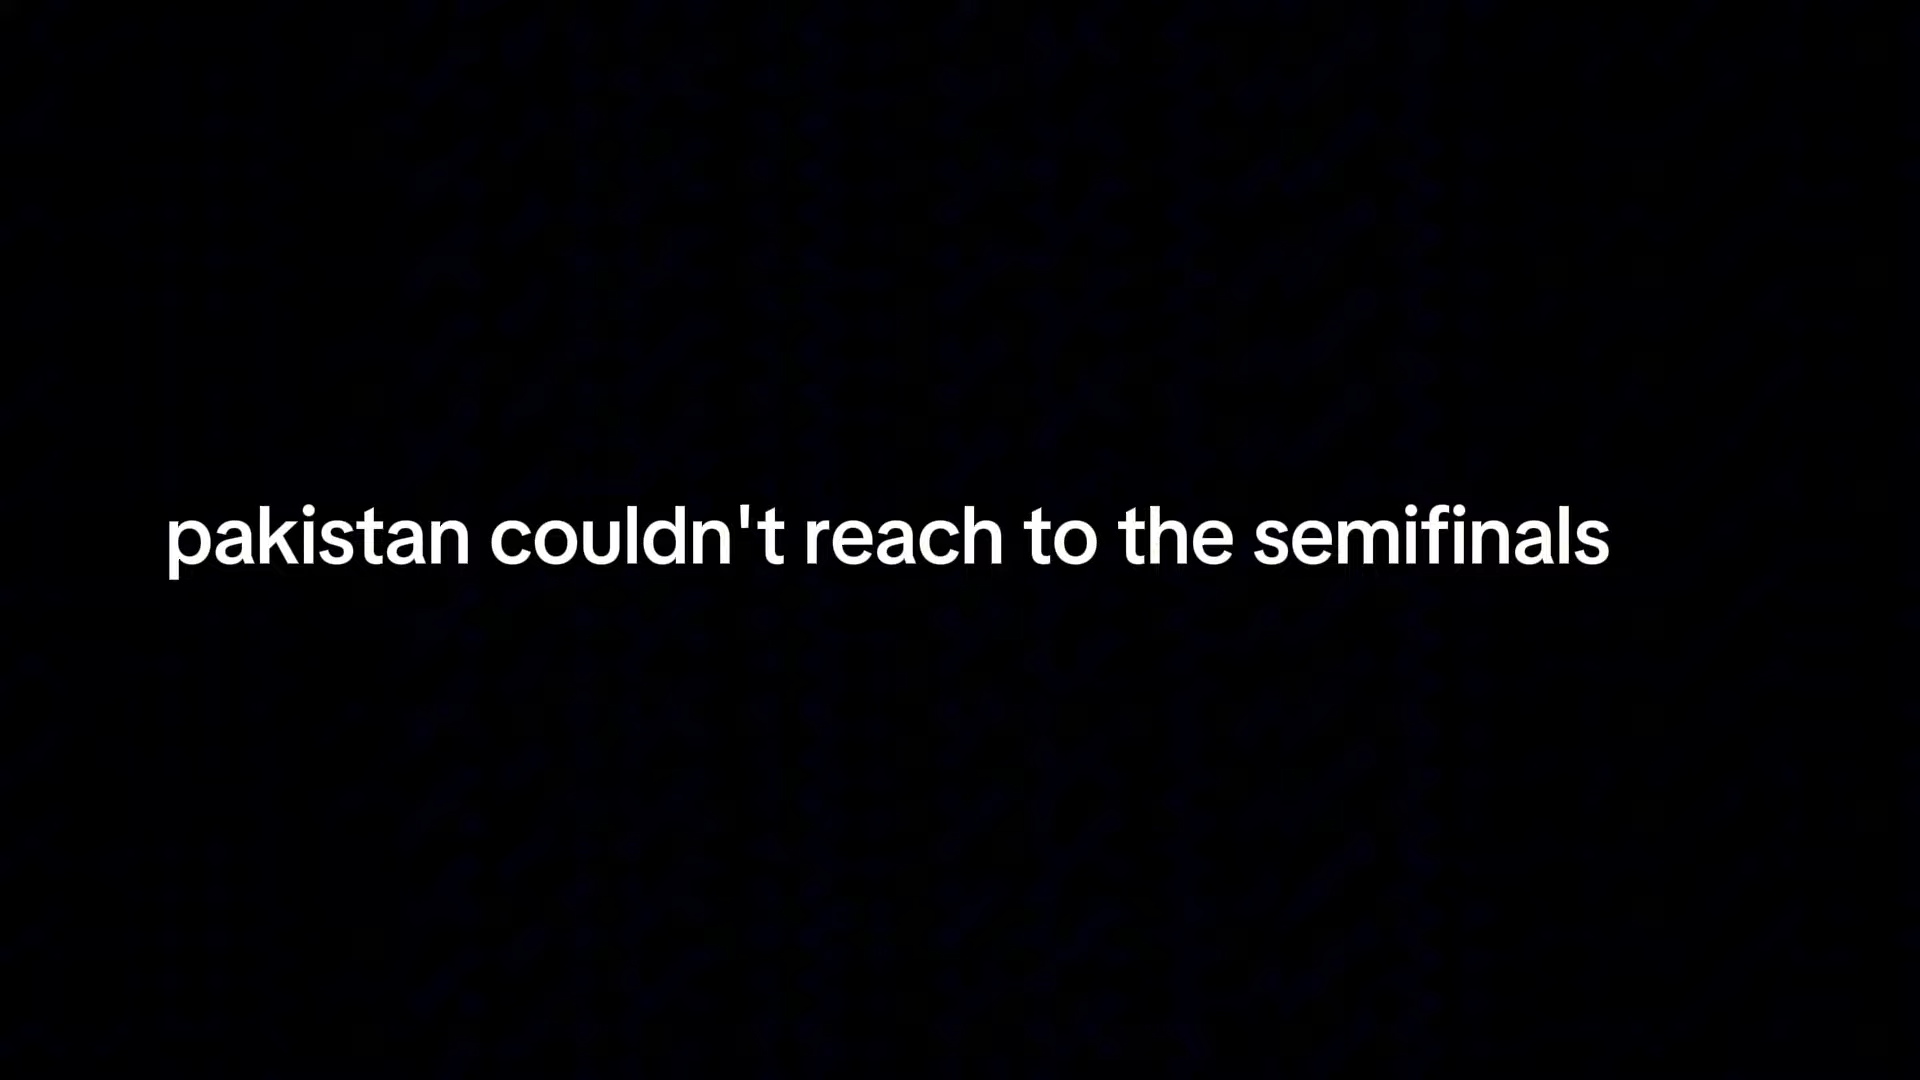 pakistan couldn't reach to the semifinals